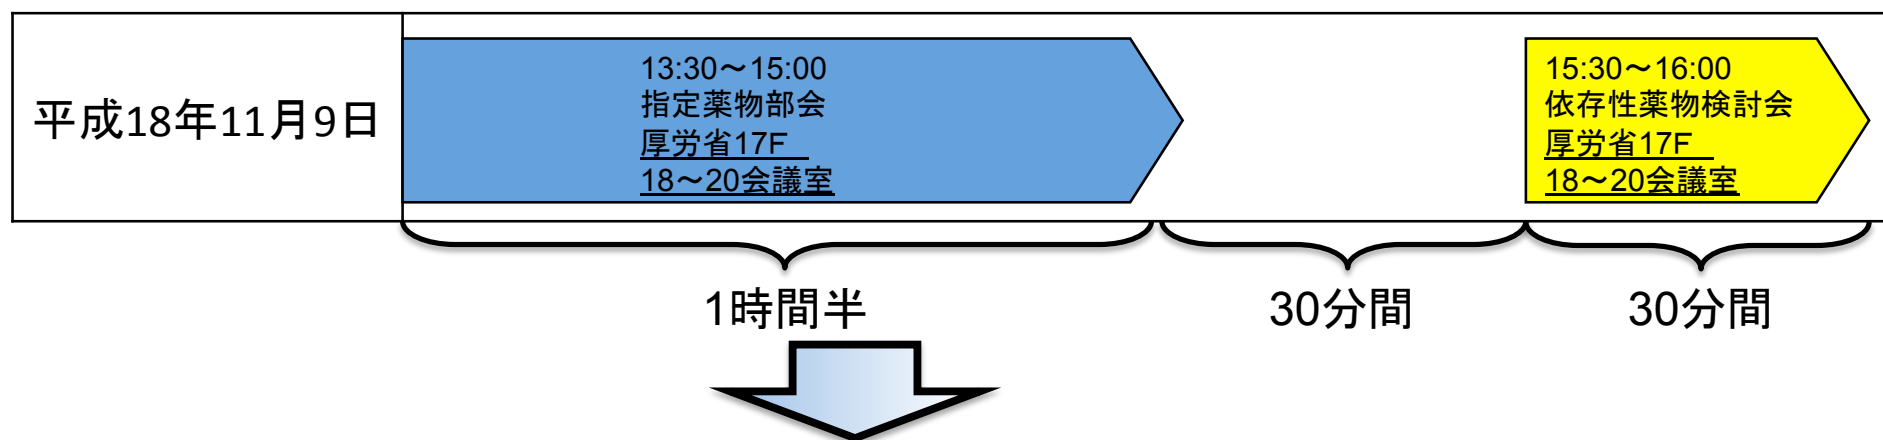 平成18年11月9日
13:30～15:00
指定薬物部会
厚労省17F
18～20会議室
15:30～16:00
依存性薬物検討会
厚労省17F
18～20会議室
1時間半
30分間
30分間